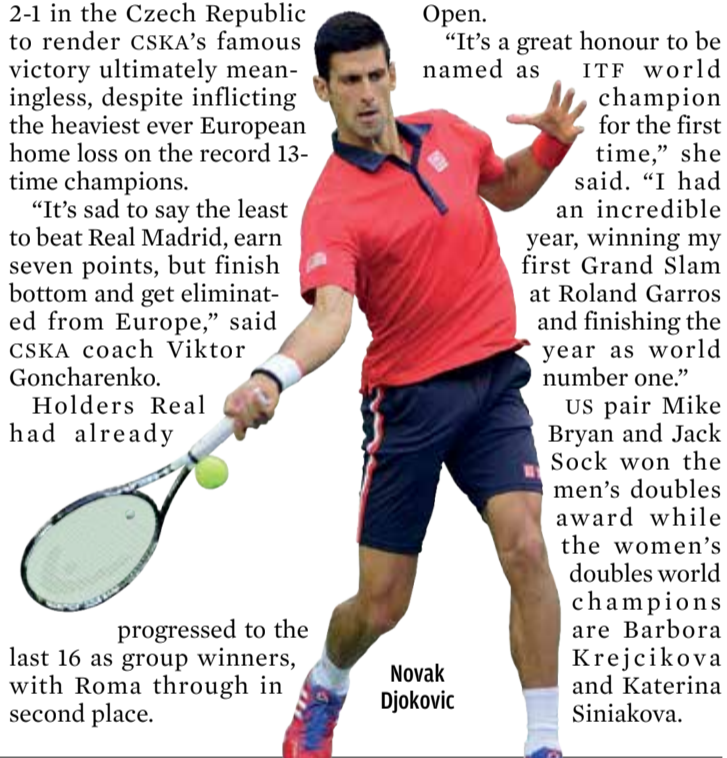 2-1 in the Czech Republic
to render CSKA's famous
victory ultimately mean-
ingless, despite inflicting
the heaviest ever European
home loss on the record 13-
time champions.
“It's sad to say the least
to beat Real Madrid, earn
seven points, but finish
bottom and get eliminat-
ed from Europe,” said
CSKA coach Viktor
Goncharenko.
Holders Real
had already
progressed to the
last 16 as group winners,
with Roma through in
second place.
Novak
Djokovic
Open.
“It's a great honour to be
named as ITF world
champion
for the first
time,” she
said. “I had
an incredible
year, winning my
first Grand Slam
at Roland Garros
and finishing the
year as world
number one.”
US pair Mike
Bryan and Jack
Sock won the
men's doubles
award while
the women's
doubles world
champions
are Barbora
Krejcikova
and Katerina
Siniakova.